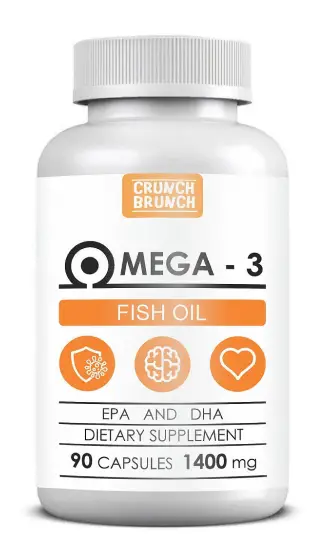 CRUNCH
BRUNCH
OMEGA - 3
FISH OIL
EPA AND DHA
DIETARY SUPPLEMENT
90 CAPSULES 1400 mg